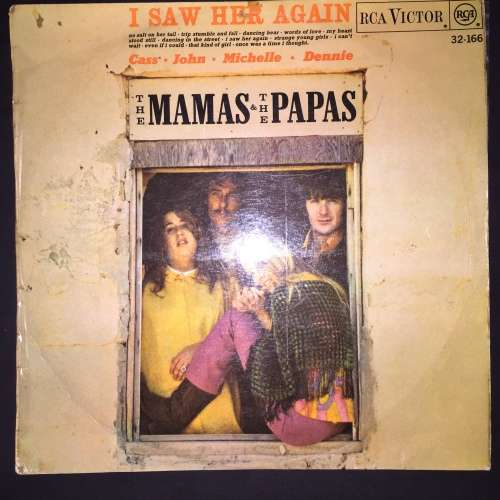 I SAW HER AGAIN
RCA VICTOR
RCA
32-166
no salt on her tail · trip stumble and fall · dancing bear · words of love · my heart
stood still · dancing in the street · i saw her again · strange young girls · i can't
wait · even if i could · that kind of girl · once was a time i thought.
Cass · John · Michelle · Dennie
THE MAMAS & THE PAPAS